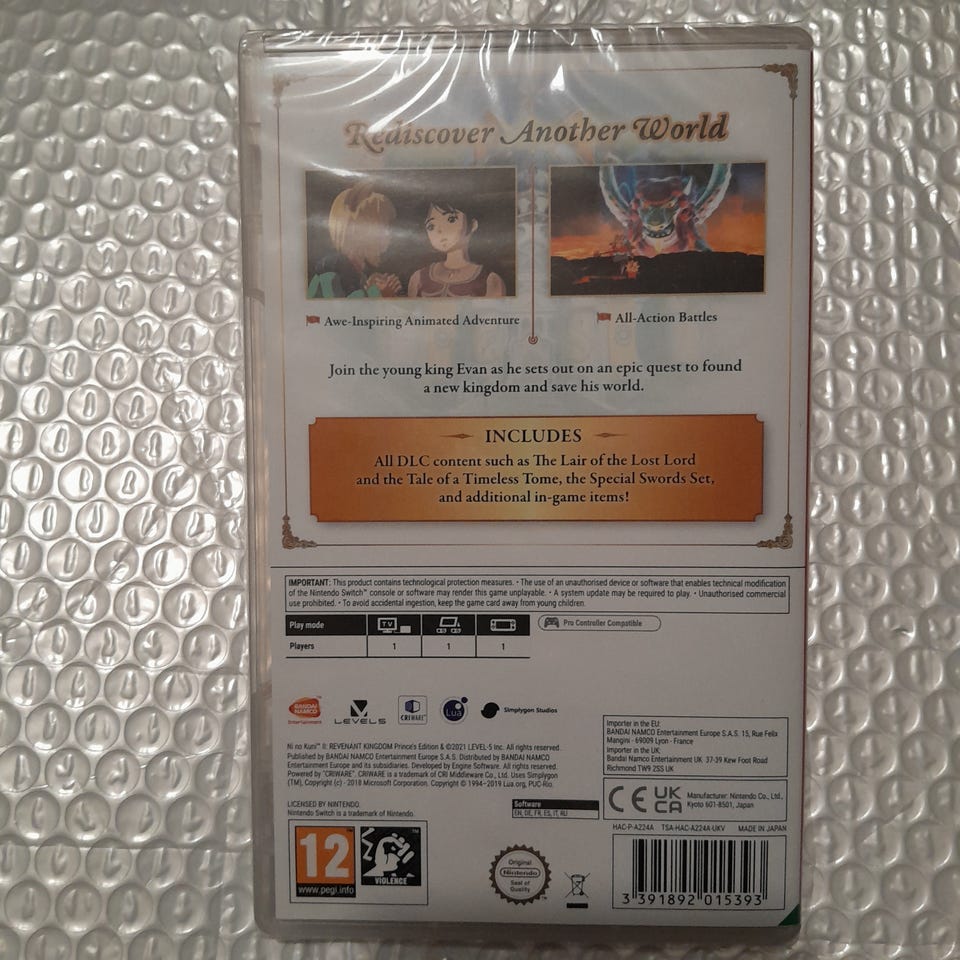 Rediscover Another World
Awe-Inspiring Animated Adventure
All-Action Battles
Join the young king Evan as he sets out on an epic quest to found
a new kingdom and save his world.
INCLUDES
All DLC content such as The Lair of the Lost Lord
and the Tale of a Timeless Tome, the Special Swords Set,
and additional in-game items!
IMPORTANT: This product contains technological protection measures. • The use of an unauthorised device or software that enables technical modification
of the Nintendo Switch™ console or software may render this game unplayable. • A system update may be required to play. • Unauthorised commercial
use prohibited. • To avoid accidental ingestion, keep the game card away from young children.
Play mode
TV
Pro Controller Compatible
Players 1 1 1
BANDAI
NAMCO
Entertainment
LEVEL5
CRIWARE
Lua
Simplygon Studios
Ni no Kuni™ II: REVENANT KINGDOM Prince's Edition & ©2021 LEVEL-5 Inc. All rights reserved.
Published by BANDAI NAMCO Entertainment Europe S.A.S. Distributed by BANDAI NAMCO
Entertainment Europe and its subsidiaries. Developed by Engine Software. All rights reserved.
Powered by "CRIWARE". CRIWARE is a trademark of CRI Middleware Co., Ltd. Uses Simplygon
(TM), Copyright (c) - 2018 Microsoft Corporation. Copyright © 1994–2019 Lua.org, PUC-Rio.
LICENSED BY NINTENDO.
Nintendo Switch is a trademark of Nintendo.
Importer in the EU:
BANDAI NAMCO Entertainment Europe S.A.S. 15, Rue Felix
Mangini - 69009 Lyon - France
Importer in the UK:
Bandai Namco Entertainment UK 37-39 Kew Foot Road
Richmond TW9 2SS UK
Software
EN, DE, FR, ES, IT, RU
CE
UK
CA
Manufacturer: Nintendo Co., Ltd.,
Kyoto 601-8501, Japan
HAC-P-A224A TSA-HAC-A224A-UKV MADE IN JAPAN
12
www.pegi.info
VIOLENCE
Original
Nintendo
Seal of
Quality
3 391892 015393